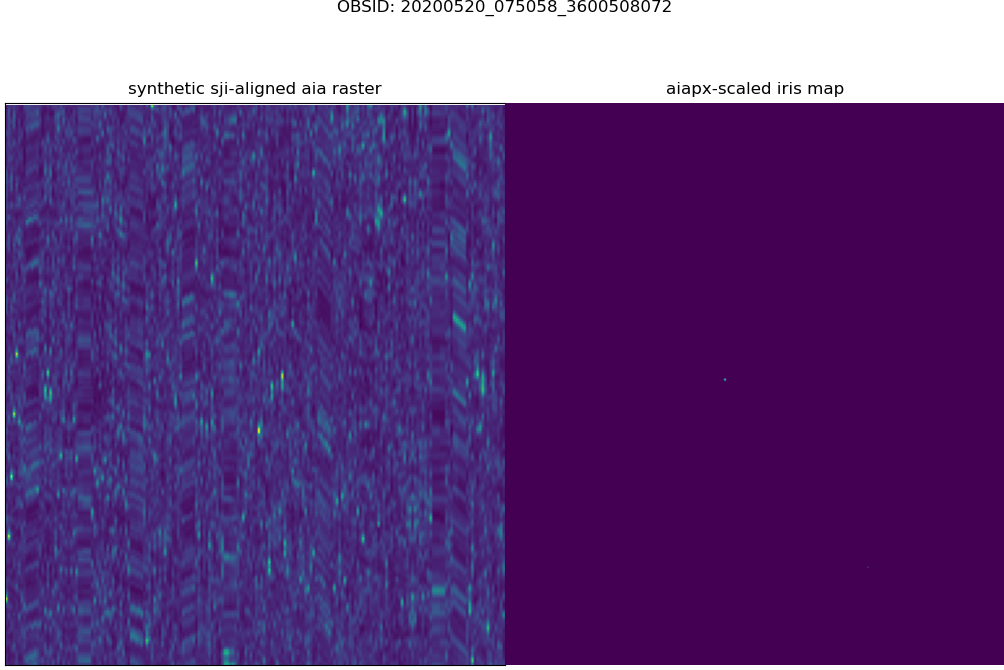 OBSID: 20200520_075058_3600508072
synthetic sji-aligned aia raster
aiapx-scaled iris map